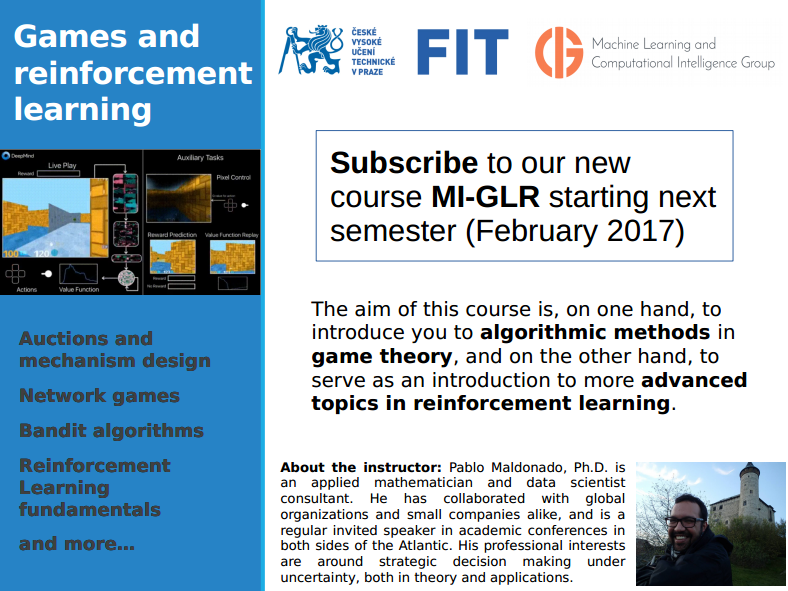 Games and
reinforcement
learning
DeepMind
Live Play
Reward
100
120
Actions
Value Function
Auxiliary Tasks
Pixel Control
Reward Prediction
Value Function Replay
Reward
No Reward
Auctions and
mechanism design
Network games
Bandit algorithms
Reinforcement
Learning
fundamentals
and more...
ČESKÉ
VYSOKÉ
UČENÍ
TECHNICKÉ
V PRAZE
FIT
Machine Learning and
Computational Intelligence Group
Subscribe to our new
course MI-GLR starting next
semester (February 2017)
The aim of this course is, on one hand, to
introduce you to algorithmic methods in
game theory, and on the other hand, to
serve as an introduction to more advanced
topics in reinforcement learning.
About the instructor: Pablo Maldonado, Ph.D. is
an applied mathematician and data scientist
consultant. He has collaborated with global
organizations and small companies alike, and is a
regular invited speaker in academic conferences in
both sides of the Atlantic. His professional interests
are around strategic decision making under
uncertainty, both in theory and applications.